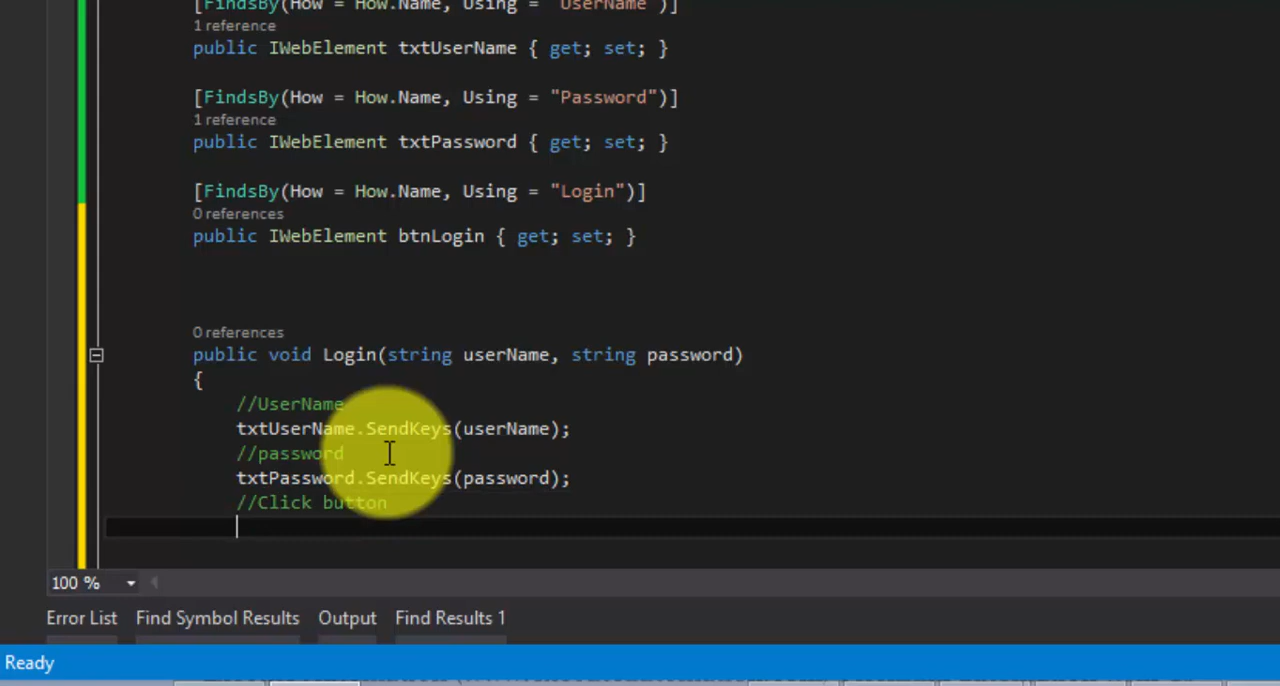 [FindsBy(How = How.Name, Using = "UserName")]
1 reference
public IWebElement txtUserName { get; set; }
[FindsBy(How = How.Name, Using = "Password")]
1 reference
public IWebElement txtPassword { get; set; }
[FindsBy(How = How.Name, Using = "Login")]
0 references
public IWebElement btnLogin { get; set; }
0 references
public void Login(string userName, string password)
{
//UserName
txtUserName.SendKeys(userName);
//password
txtPassword.SendKeys(password);
//Click button
100 %
Error List Find Symbol Results Output Find Results 1
Ready